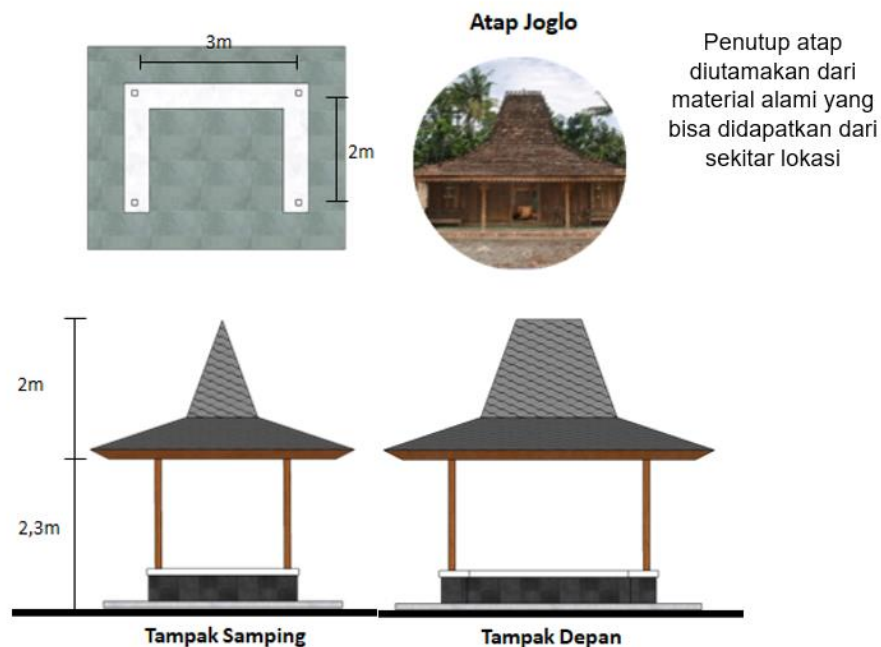 3m
2m
Atap Joglo
Penutup atap
diutamakan dari
material alami yang
bisa didapatkan dari
sekitar lokasi
2m
2,3m
Tampak Samping
Tampak Depan